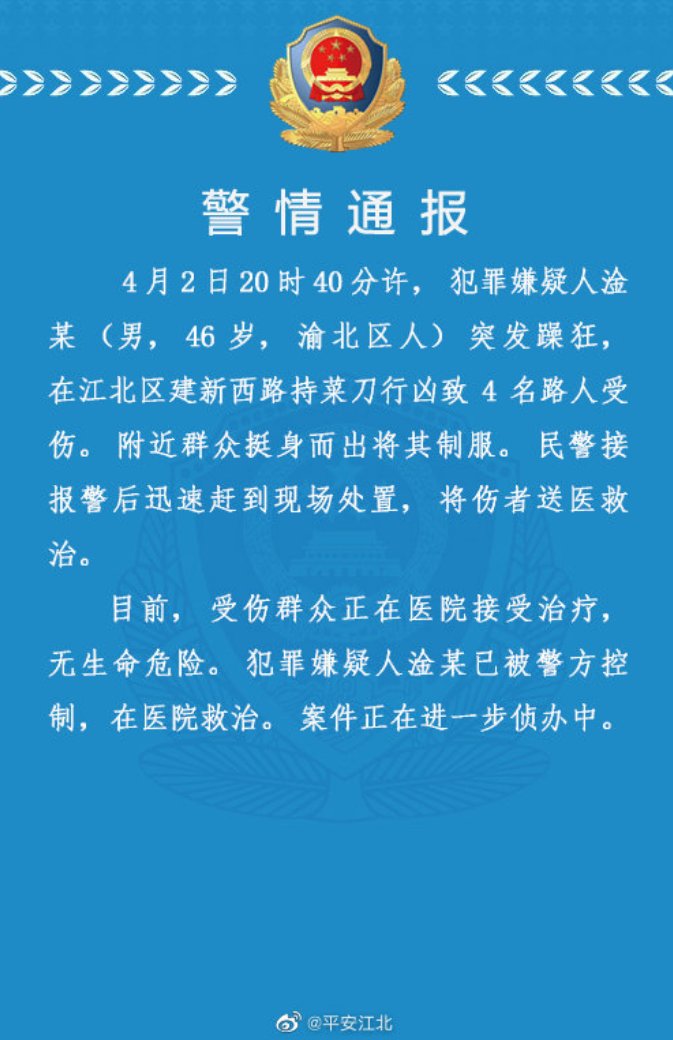 警情通报
4月2日20时40分许，犯罪嫌疑人淦
某（男，46岁，渝北区人）突发躁狂，
在江北区建新西路持菜刀行凶致4名路人受
伤。附近群众挺身而出将其制服。民警接
报警后迅速赶到现场处置，将伤者送医救
治。
目前，受伤群众正在医院接受治疗，
无生命危险。犯罪嫌疑人淦某已被警方控
制，在医院救治。案件正在进一步侦办中。
@平安江北